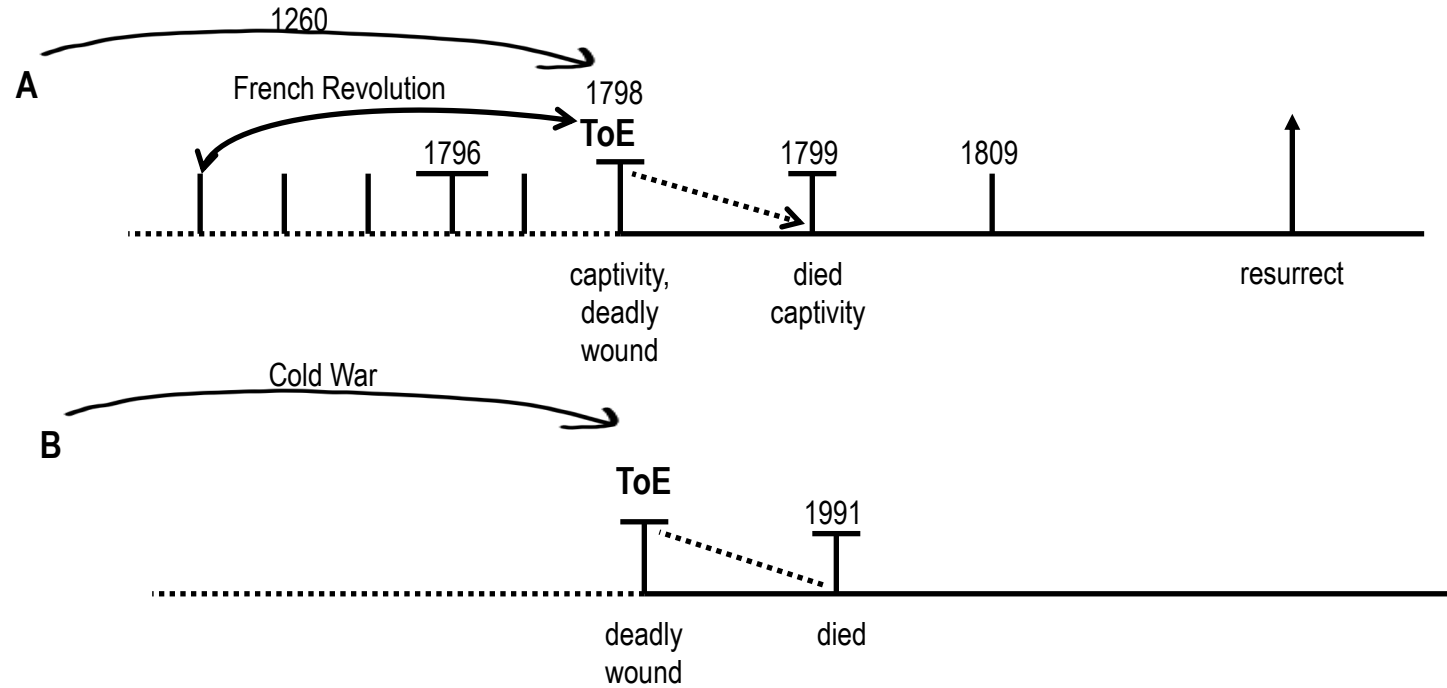 1260
A
French Revolution
1798
ToE
1796
1799
1809
captivity,
deadly
wound
died
captivity
resurrect
Cold War
B
ToE
1991
deadly
wound
died